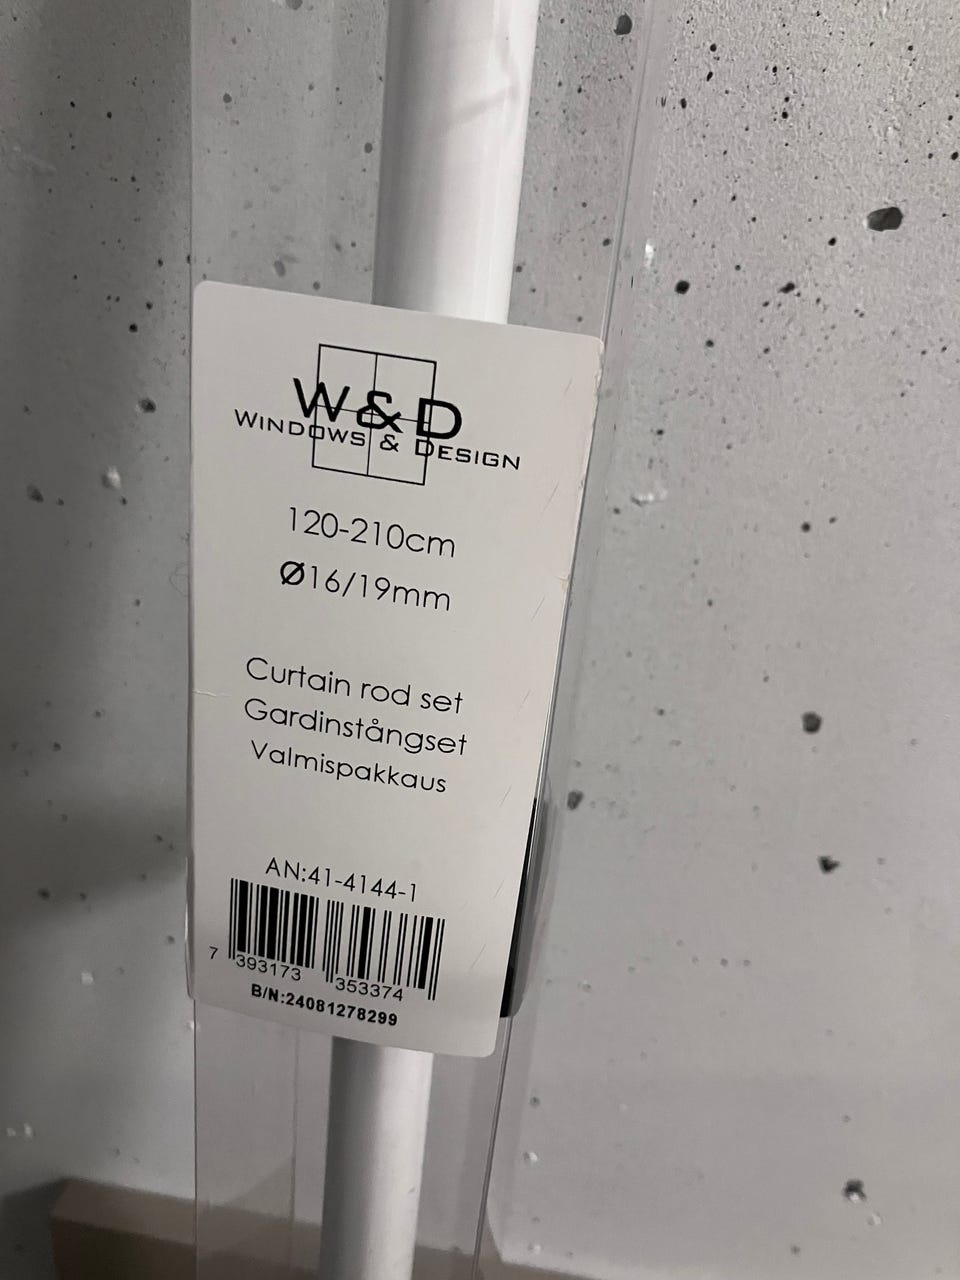 W&D
WINDOWS & DESIGN
120-210cm
Ø16/19mm
Curtain rod set
Gardinstångset
Valmispakkaus
AN:41-4144-1
7 393173 353374
B/N:24081278299